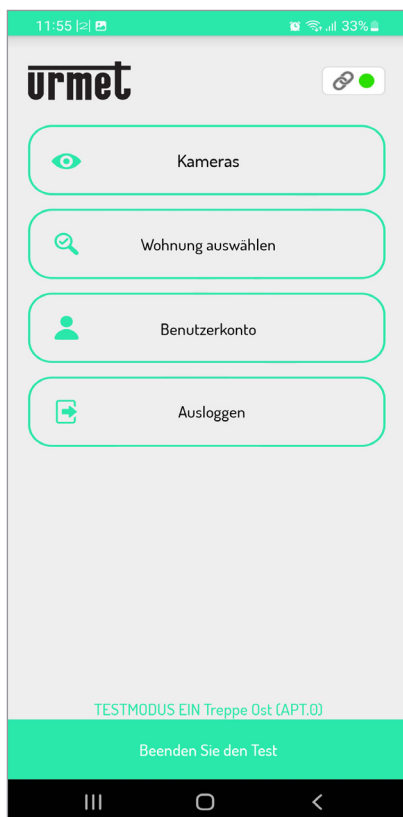 11:55
33%
urmet
Kameras
Wohnung auswählen
Benutzerkonto
Ausloggen
TESTMODUS EIN Treppe Ost (APT.0)
Beenden Sie den Test